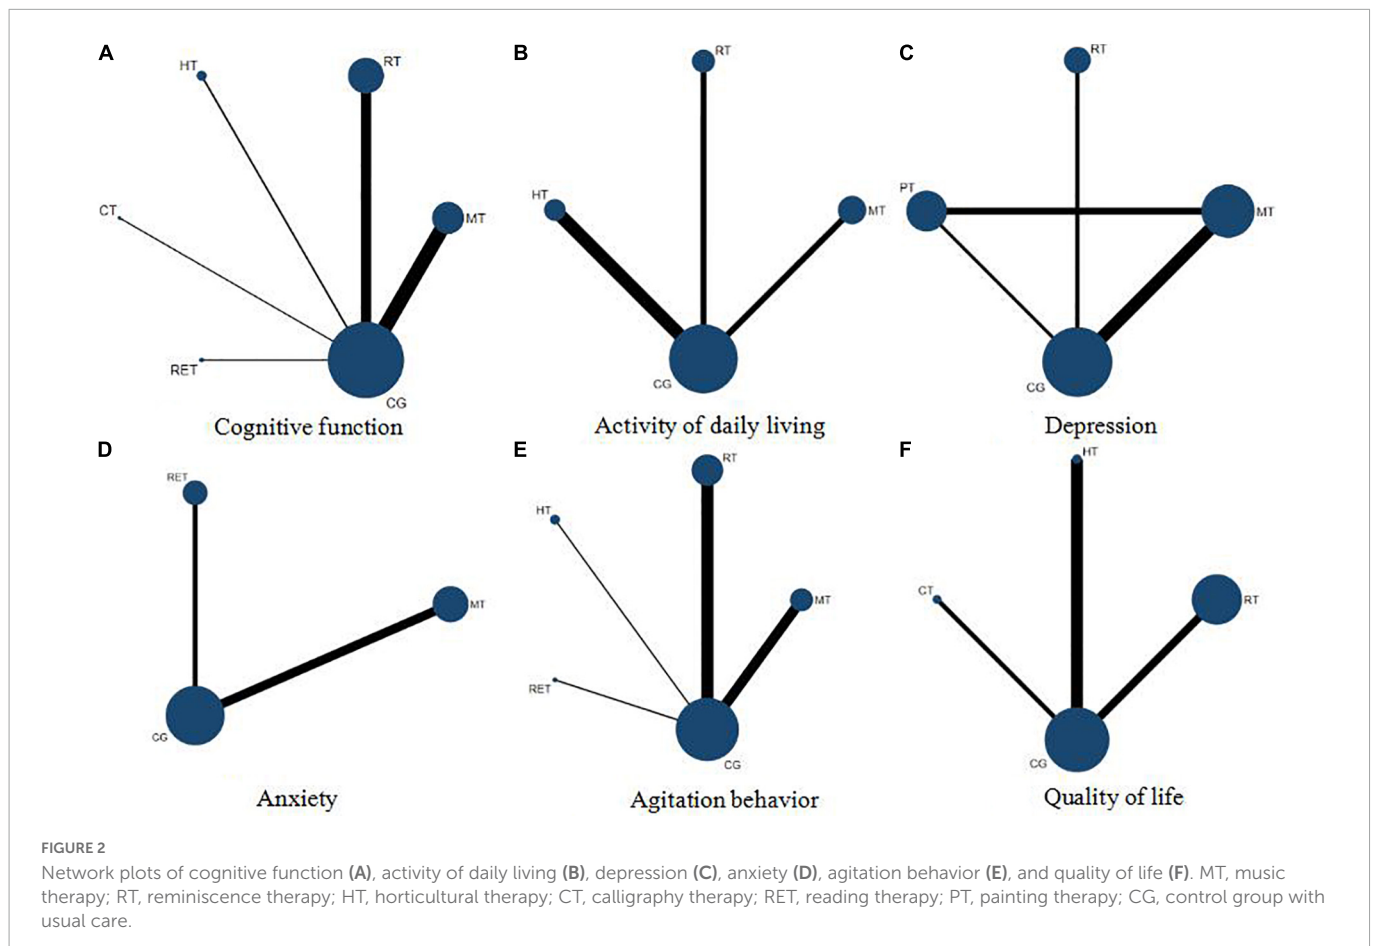 A
HT
RT
CT
MT
RET
CG
Cognitive function
B
RT
HT
MT
CG
Activity of daily living
C
RT
PT
MT
CG
Depression
D
RET
MT
CG
Anxiety
E
RT
HT
MT
RET
CG
Agitation behavior
F
HT
CT
RT
CG
Quality of life
FIGURE 2
Network plots of cognitive function (A), activity of daily living (B), depression (C), anxiety (D), agitation behavior (E), and quality of life (F). MT, music
therapy; RT, reminiscence therapy; HT, horticultural therapy; CT, calligraphy therapy; RET, reading therapy; PT, painting therapy; CG, control group with
usual care.